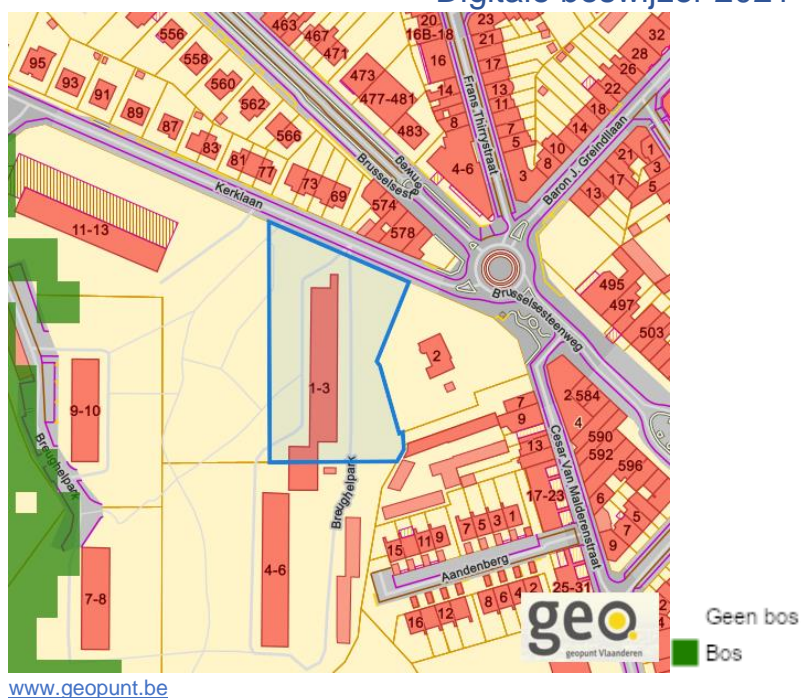 Digitale boswijzer 2021
463 467 471
473
477-481
483
556
558
560
562
566
95 93 91 89 87 83 81 77 73 69
574
578
11-13
Kerklaan
Brusselsest
eenweg
20
16B-18
16
14
8
4-6
Frans Thirrystraat
23
21
17
13
11
7
5
3
32
28
26
22
18
14
10
8
Baron J. Greindllaan
21 1
17 3
13 5
495
497
503
Brusselsesteenweg
2
1-3
9-10
Breughelpark
7-8
4-6
Breughelpark
7
9
13
17-23
Cesar Van Malderenstraat
2 584
4
590
592
596
6
7
5
9
15 11 9 7 5 3 1
Aandenberg
16 12 8 6 4 2
25-31
2
4
geo
geopunt Vlaanderen
Geen bos
Bos
www.geopunt.be